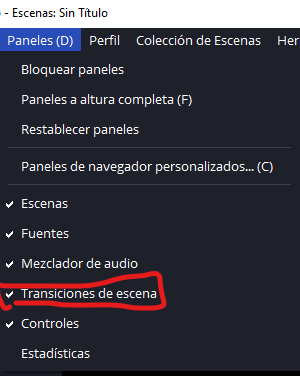 - Escenas: Sin Título
Paneles (D) Perfil Colección de Escenas Her
Bloquear paneles
Paneles a altura completa (F)
Restablecer paneles
Paneles de navegador personalizados... (C)
Escenas
Fuentes
Mezclador de audio
Transiciones de escena
Controles
Estadísticas